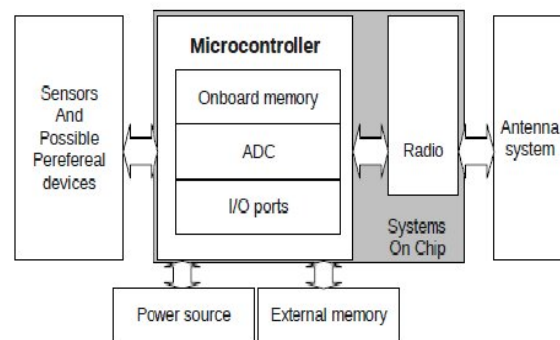 Sensors
And
Possible
Perefereal
devices
Microcontroller
Onboard memory
ADC
I/O ports
Radio
Systems
On Chip
Antenna
system
Power source
External memory